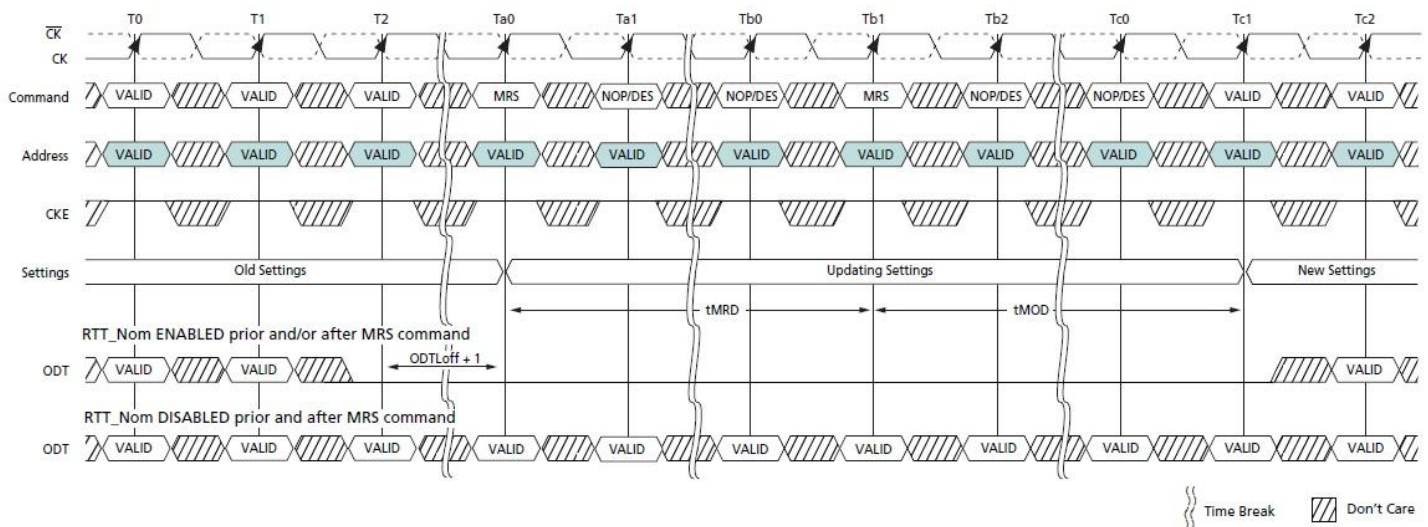 T0 T1 T2 Ta0 Ta1 Tb0 Tb1 Tb2 Tc0 Tc1 Tc2
CK
CK
Command VALID VALID VALID MRS NOP/DES NOP/DES MRS NOP/DES NOP/DES VALID VALID
Address VALID VALID VALID VALID VALID VALID VALID VALID VALID VALID VALID
CKE
Settings Old Settings Updating Settings New Settings
tMRD tMOD
RTT_Nom ENABLED prior and/or after MRS command
ODTLoff + 1
ODT VALID VALID VALID
RTT_Nom DISABLED prior and after MRS command
ODT VALID VALID VALID VALID VALID VALID VALID VALID VALID VALID VALID
Time Break Don't Care